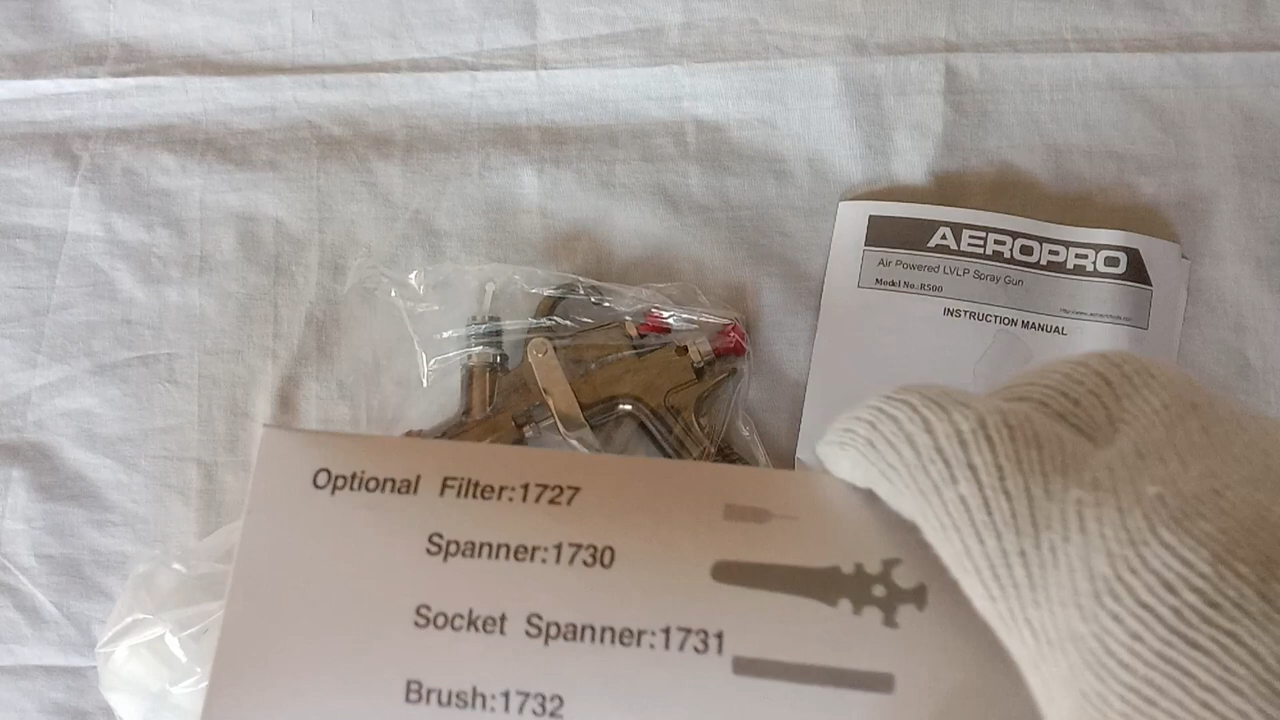 AEROPRO
Air Powered LVLP Spray Gun
Model No.:R500
INSTRUCTION MANUAL
Optional Filter:1727
Spanner:1730
Socket Spanner:1731
Brush:1732